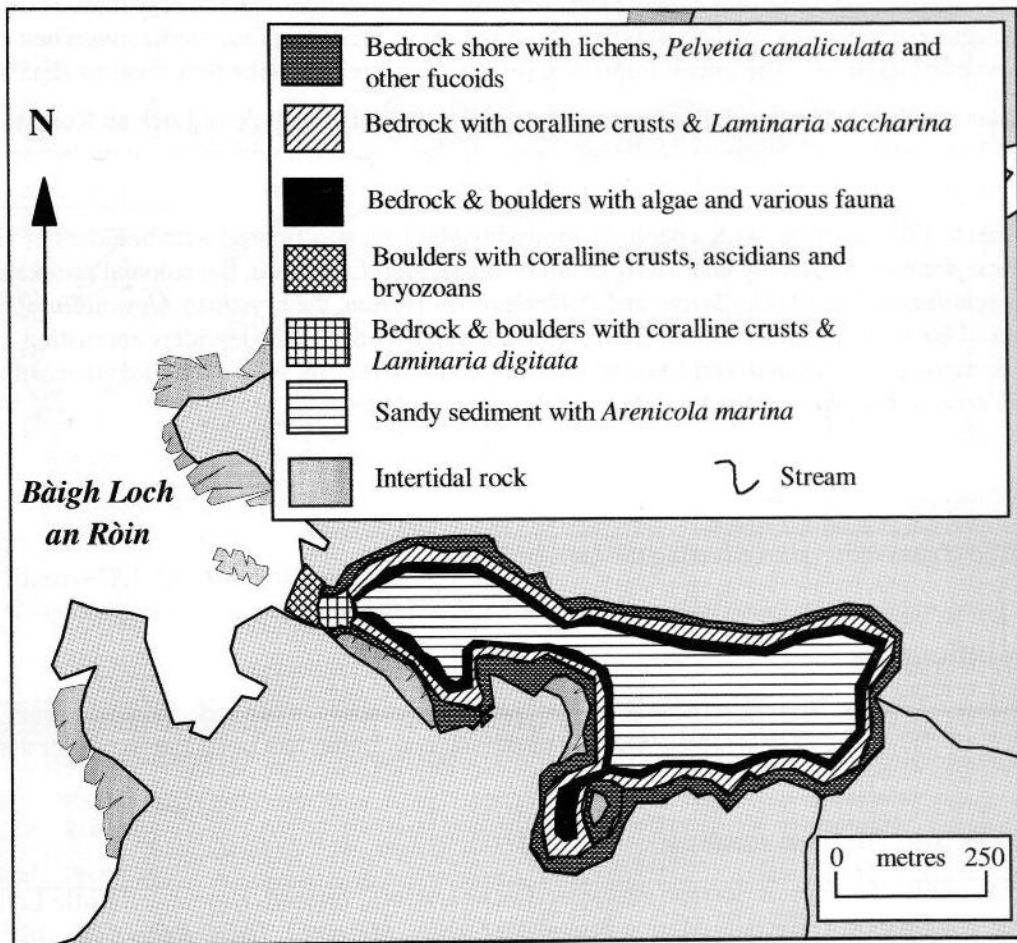 Bedrock shore with lichens, Pelvetia canaliculata and
other fucoids
N
Bedrock with coralline crusts & Laminaria saccharina
Bedrock & boulders with algae and various fauna
Boulders with coralline crusts, ascidians and
bryozoans
Bedrock & boulders with coralline crusts &
Laminaria digitata
Sandy sediment with Arenicola marina
Intertidal rock
Stream
Bàigh Loch
an Ròin
0 metres 250